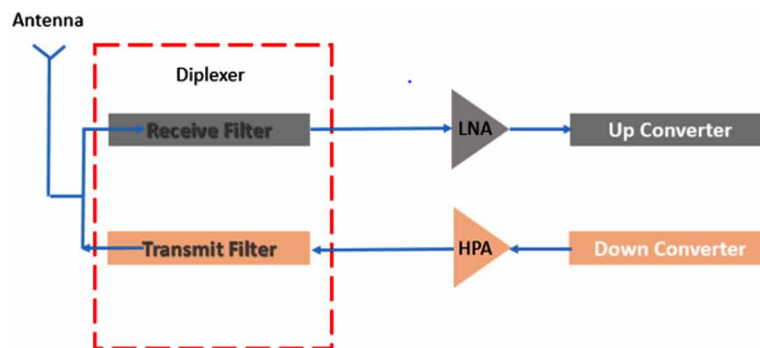 Antenna
Diplexer
Receive Filter
LNA
Up Converter
Transmit Filter
HPA
Down Converter